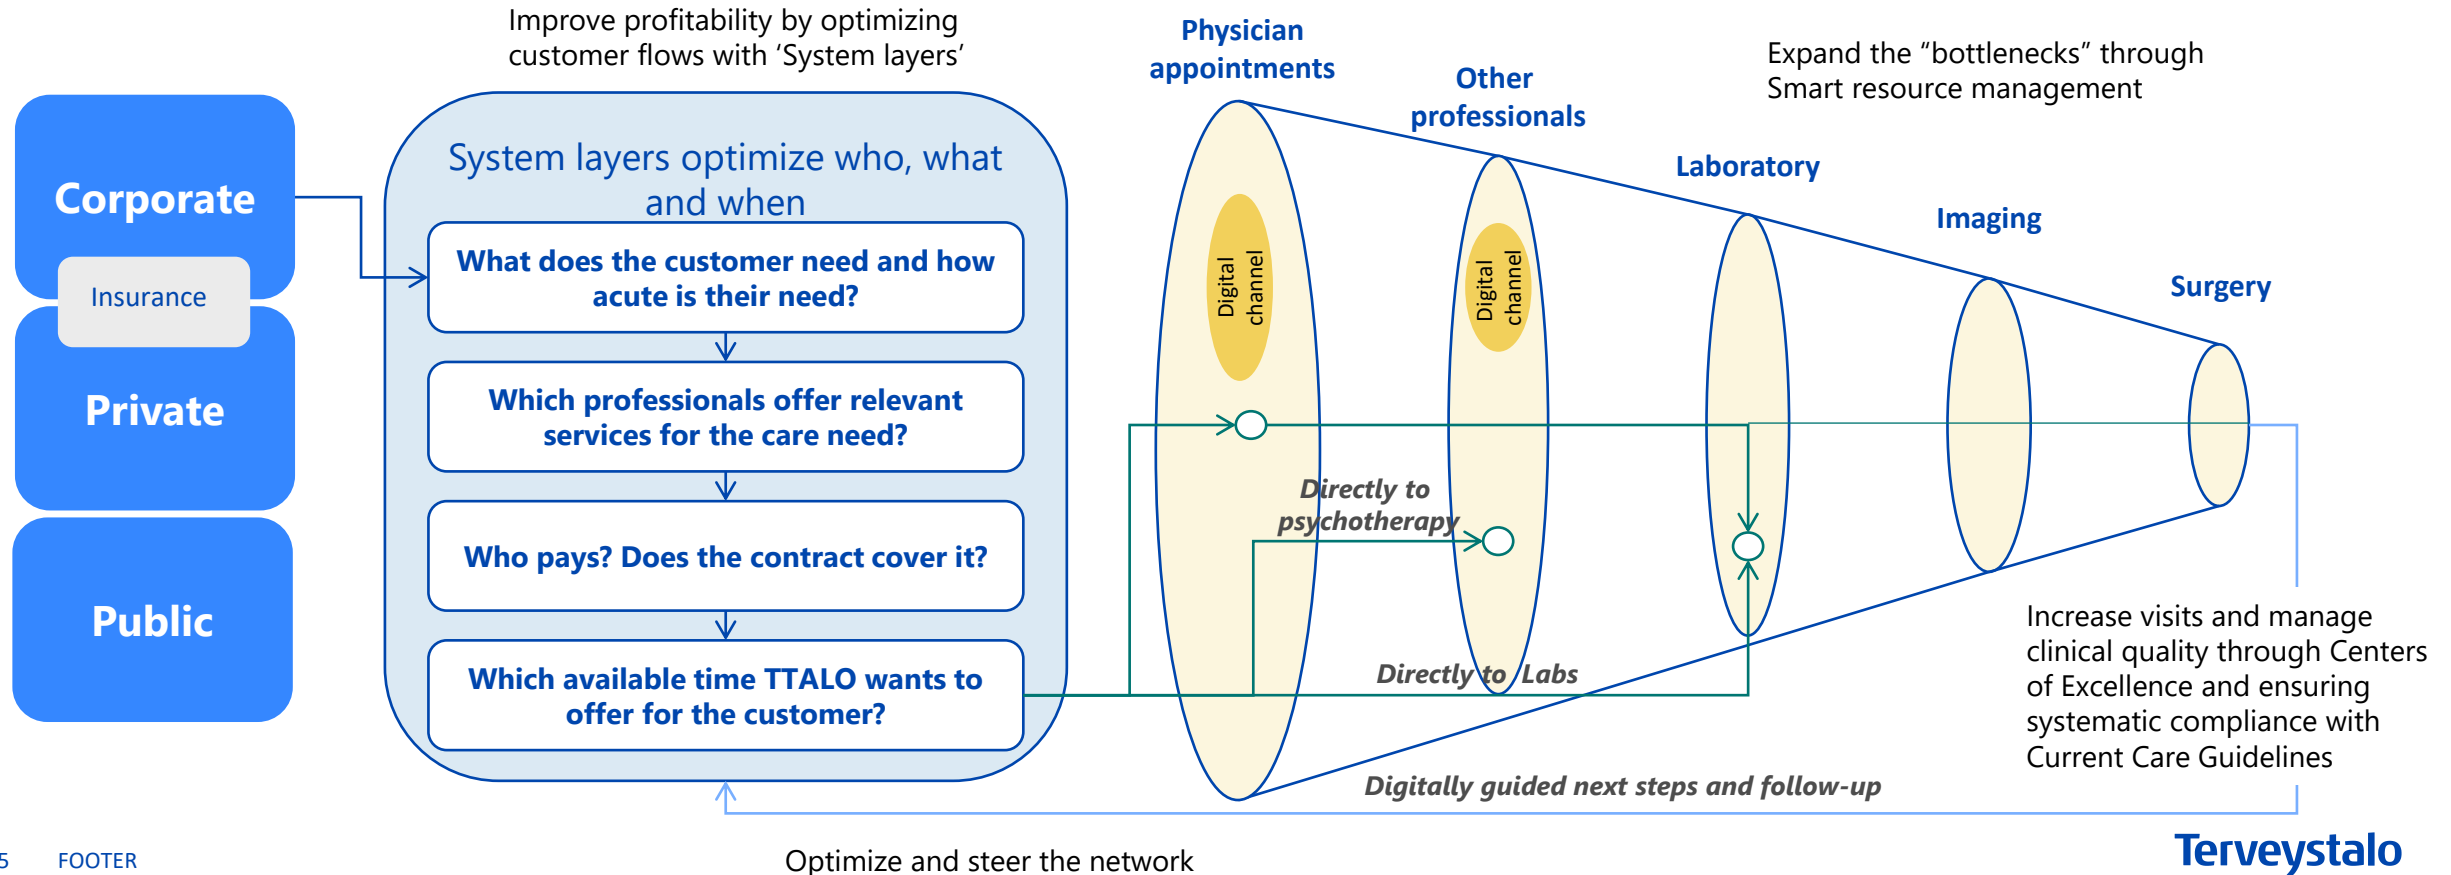 Improve profitability by optimizing
customer flows with ‘System layers’
Physician
appointments
Other
professionals
Laboratory
Imaging
Surgery
Expand the “bottlenecks” through
Smart resource management
Corporate
Insurance
Private
Public
System layers optimize who, what
and when
What does the customer need and how
acute is their need?
Which professionals offer relevant
services for the care need?
Who pays? Does the contract cover it?
Which available time TTALO wants to
offer for the customer?
Digital
channel
Digital
channel
Directly to
psychotherapy
Directly to Labs
Digitally guided next steps and follow-up
Increase visits and manage
clinical quality through Centers
of Excellence and ensuring
systematic compliance with
Current Care Guidelines
Optimize and steer the network
5 FOOTER
Terveystalo